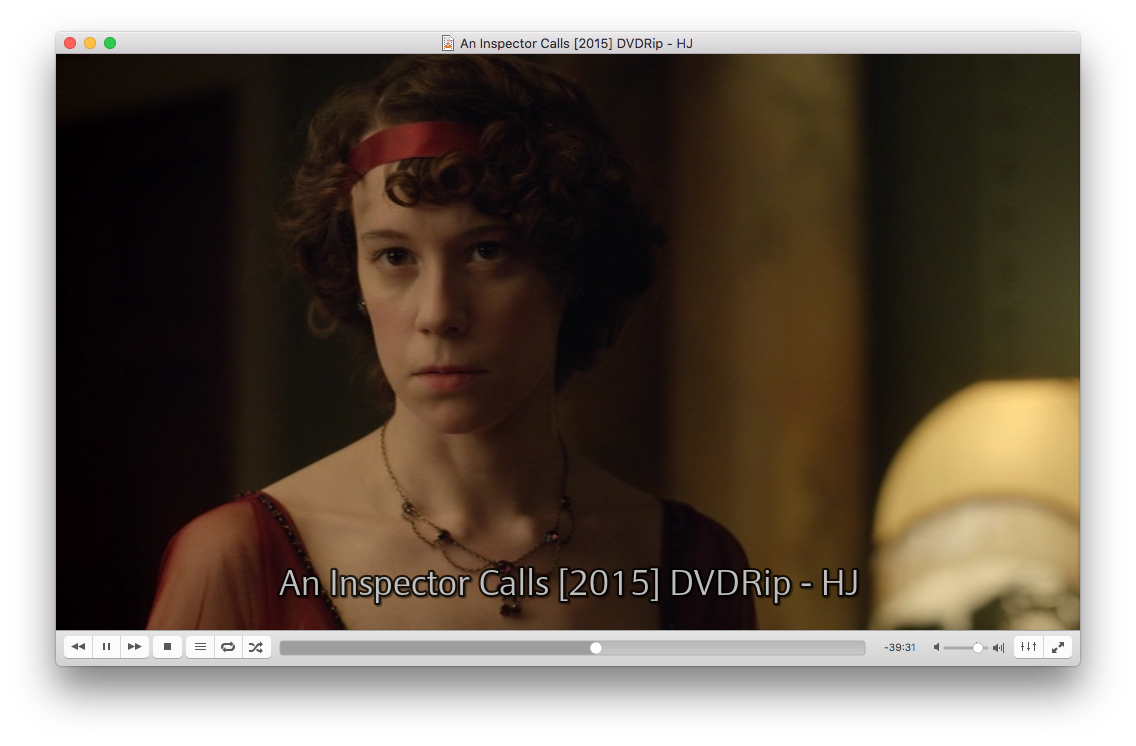 An Inspector Calls [2015] DVDRip - HJ
An Inspector Calls [2015] DVDRip - HJ
-39:31